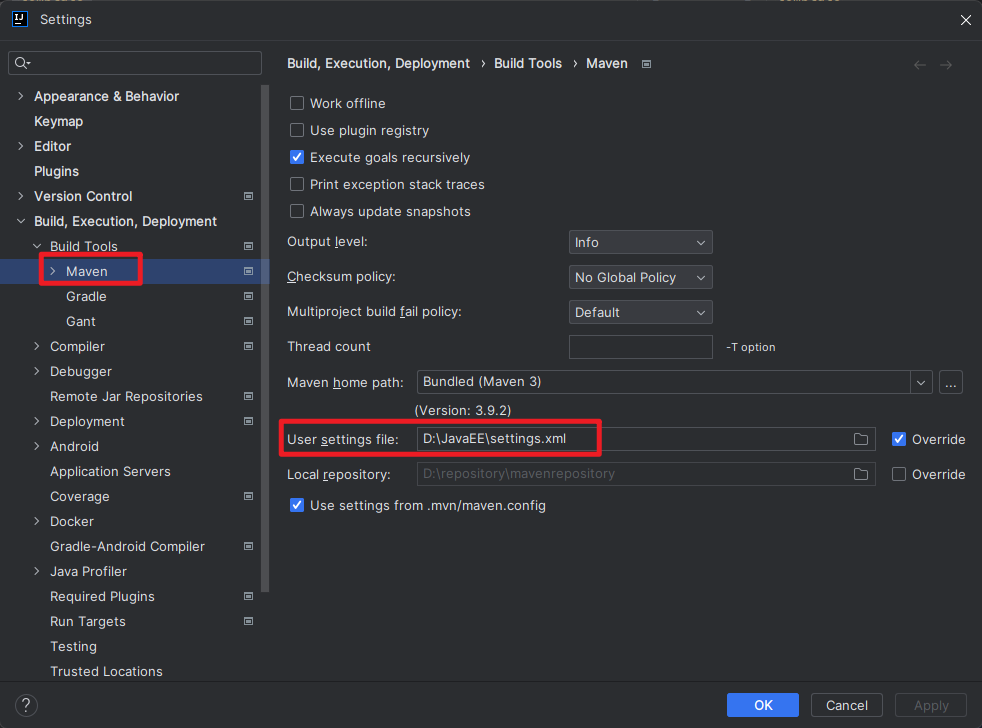 Settings
Appearance & Behavior
Keymap
Editor
Plugins
Version Control
Build, Execution, Deployment
Build Tools
Maven
Gradle
Gant
Compiler
Debugger
Remote Jar Repositories
Deployment
Android
Application Servers
Coverage
Docker
Gradle-Android Compiler
Java Profiler
Required Plugins
Run Targets
Testing
Trusted Locations
Build, Execution, Deployment › Build Tools › Maven
Work offline
Use plugin registry
Execute goals recursively
Print exception stack traces
Always update snapshots
Output level: Info
Checksum policy: No Global Policy
Multiproject build fail policy: Default
Thread count -T option
Maven home path: Bundled (Maven 3) ...
(Version: 3.9.2)
User settings file: D:\JavaEE\settings.xml Override
Local repository: D:\repository\mavenrepository Override
Use settings from .mvn/maven.config
? OK Cancel Apply